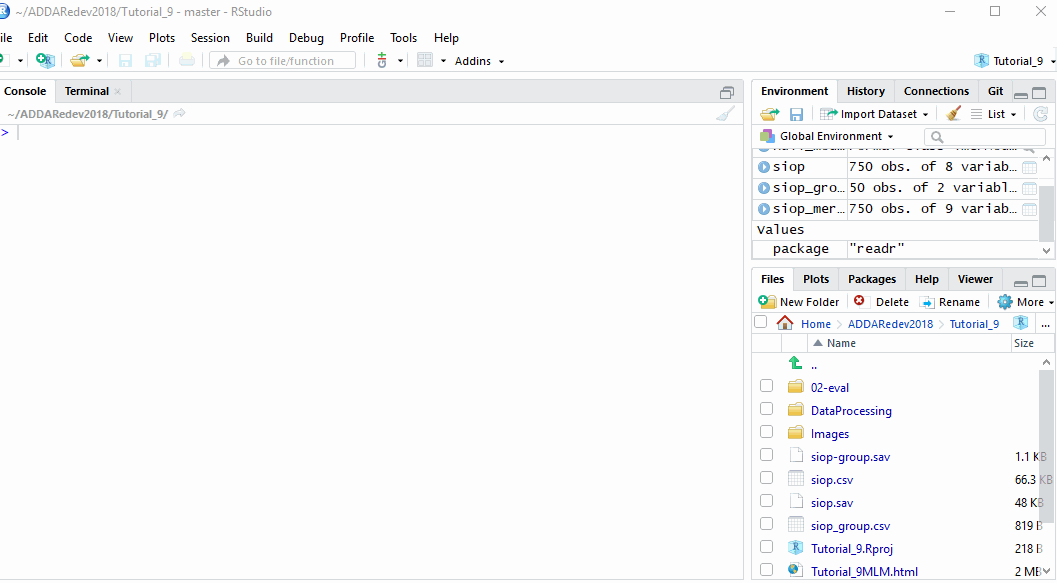 ~/ADDARedev2018/Tutorial_9 - master - RStudio
ile Edit Code View Plots Session Build Debug Profile Tools Help
Go to file/function Addins Tutorial_9
Console Terminal
~/ADDARedev2018/Tutorial_9/
>
Environment History Connections Git
Import Dataset List
Global Environment
siop 750 obs. of 8 variab…
siop_gro… 50 obs. of 2 variabl…
siop_mer… 750 obs. of 9 variab…
Values
package "readr"
Files Plots Packages Help Viewer
New Folder Delete Rename More
Home ADDARedev2018 Tutorial_9 R ...
Name Size
..
02-eval
DataProcessing
Images
siop-group.sav 1.1 KB
siop.csv 66.3 KB
siop.sav 48 KB
siop_group.csv 819 B
Tutorial_9.Rproj 218 B
Tutorial_9MLM.html 2 MB